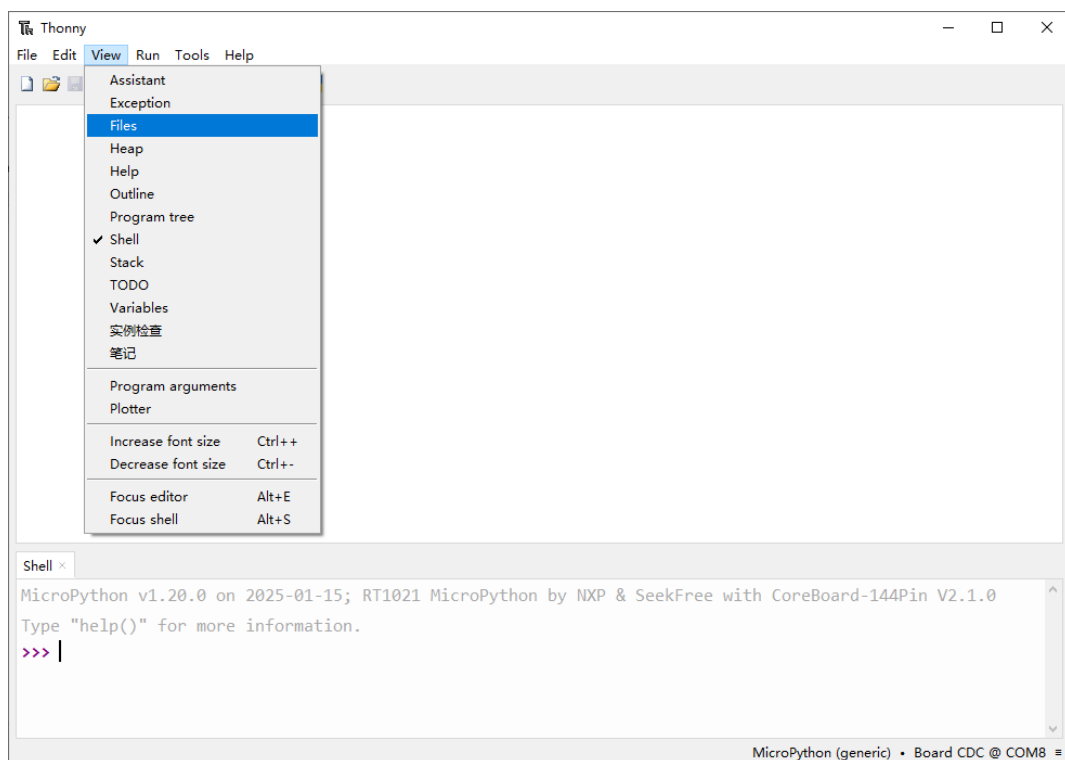 Thonny
File Edit View Run Tools Help
Assistant
Exception
Files
Heap
Help
Outline
Program tree
Shell
Stack
TODO
Variables
实例检查
笔记
Program arguments
Plotter
Increase font size Ctrl++
Decrease font size Ctrl+-
Focus editor Alt+E
Focus shell Alt+S
Shell
MicroPython v1.20.0 on 2025-01-15; RT1021 MicroPython by NXP & SeekFree with CoreBoard-144Pin V2.1.0
Type "help()" for more information.
>>>
MicroPython (generic) • Board CDC @ COM8 ≡